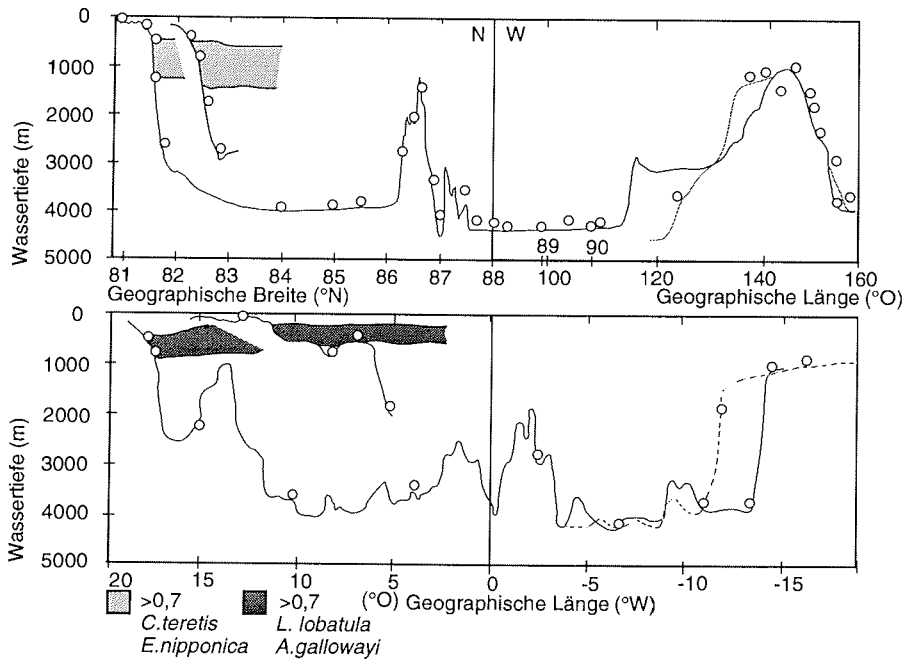 0
1000
2000
3000
4000
5000
Wassertiefe (m)
N W
89 90
81 82 83 84 85 86 87 88 100 120 140 160
Geographische Breite (°N) Geographische Länge (°O)
0
1000
2000
3000
4000
5000
Wassertiefe (m)
20 15 10 5 0 -5 -10 -15
(°O) Geographische Länge (°W)
>0,7 >0,7
C.teretis L. lobatula
E.nipponica A.gallowayi